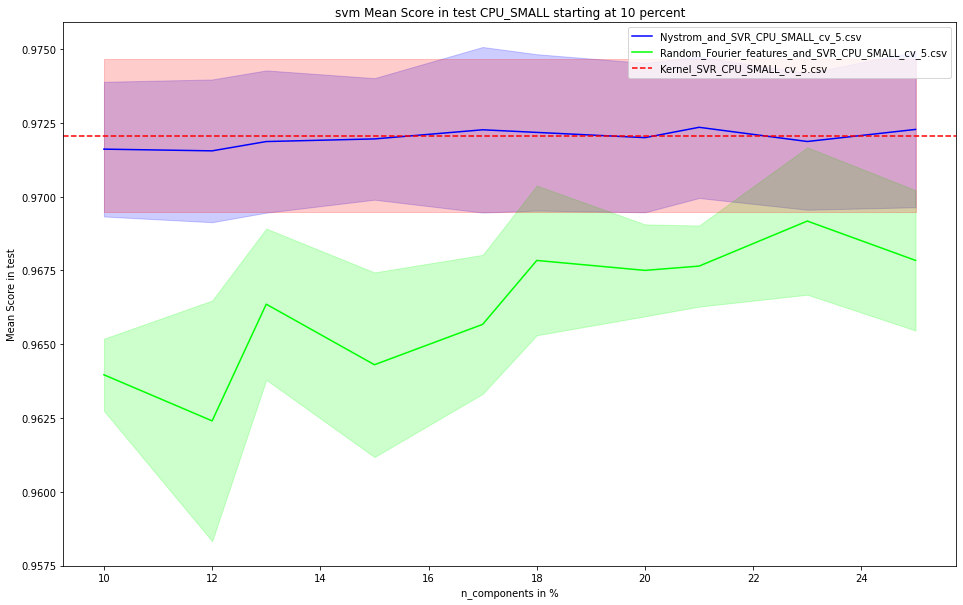 svm Mean Score in test CPU_SMALL starting at 10 percent
Nystrom_and_SVR_CPU_SMALL_cv_5.csv
Random_Fourier_features_and_SVR_CPU_SMALL_cv_5.csv
Kernel_SVR_CPU_SMALL_cv_5.csv
0.9750
0.9725
0.9700
0.9675
0.9650
0.9625
0.9600
0.9575
Mean Score in test
10 12 14 16 18 20 22 24
n_components in %